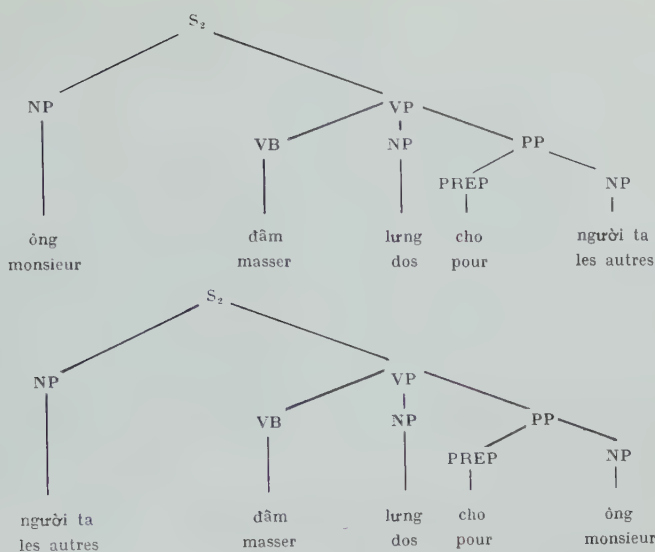 S₂
NP VP
VB NP PP
PREP NP
ông đấm lưng cho người ta
monsieur masser dos pour les autres
S₂
NP VP
VB NP PP
PREP NP
người ta đấm lưng cho ông
les autres masser dos pour monsieur